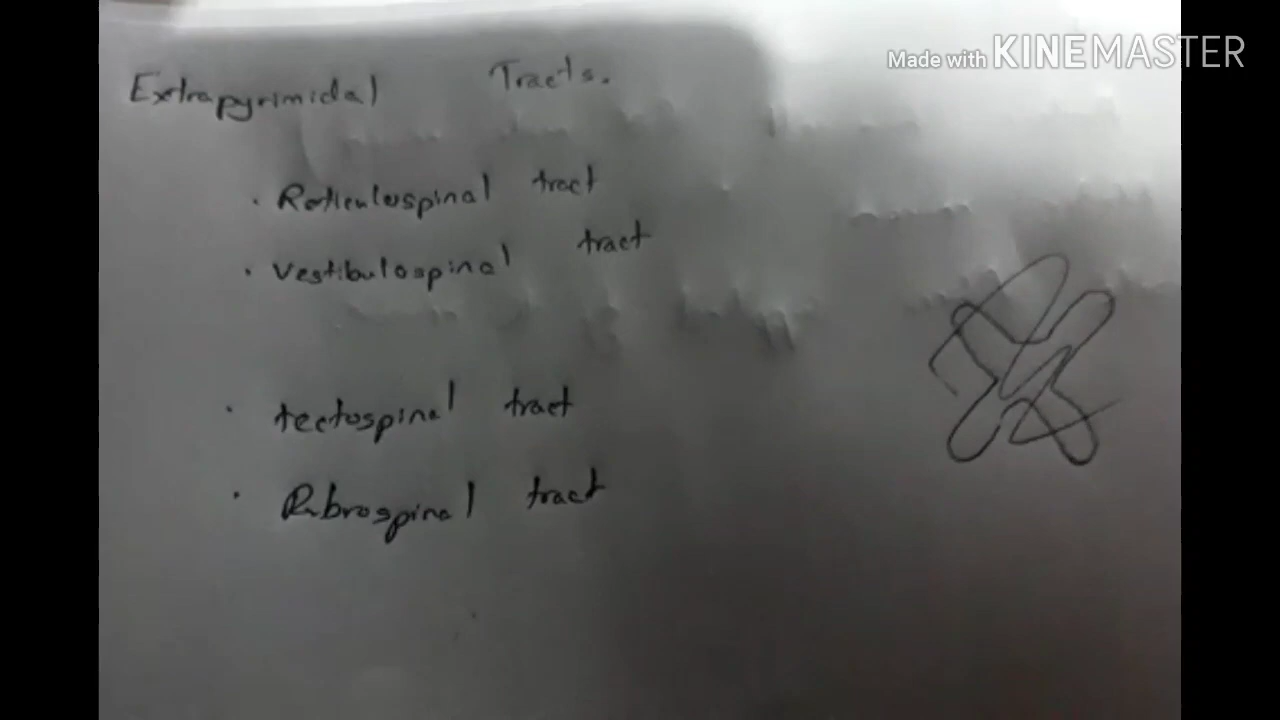 Made with KINEMASTER
Extrapyrimidal Tracts.
· Reticulospinal tract
· Vestibulospinal tract
· tectospinal tract
· Rubrospinal tract